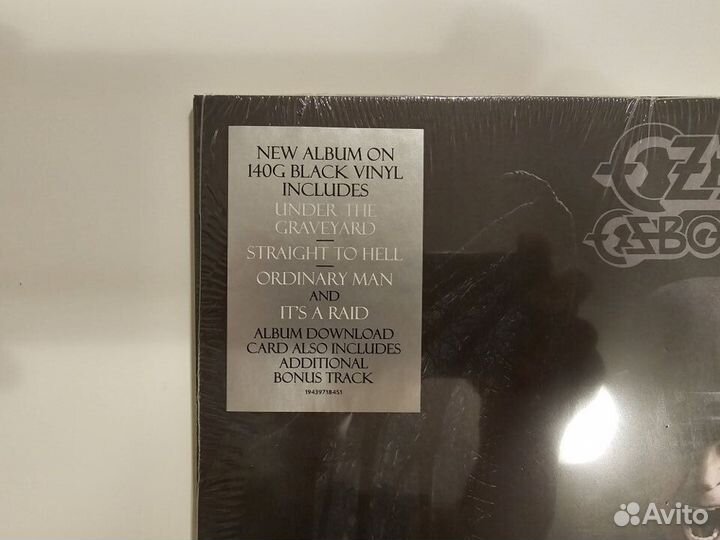 NEW ALBUM ON
140G BLACK VINYL
INCLUDES
UNDER THE
GRAVEYARD
STRAIGHT TO HELL
ORDINARY MAN
AND
IT'S A RAID
ALBUM DOWNLOAD
CARD ALSO INCLUDES
ADDITIONAL
BONUS TRACK
19439718451
Avito